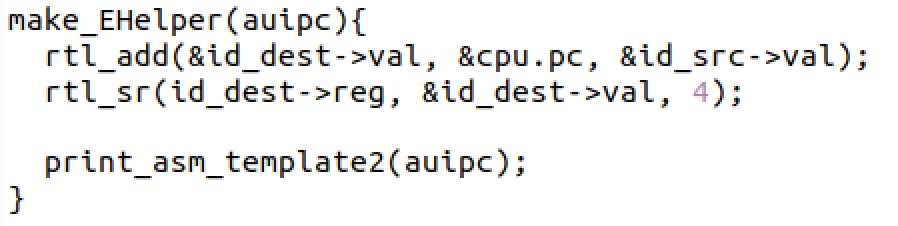 make_EHelper(auipc){
  rtl_add(&id_dest->val, &cpu.pc, &id_src->val);
  rtl_sr(id_dest->reg, &id_dest->val, 4);

  print_asm_template2(auipc);
}